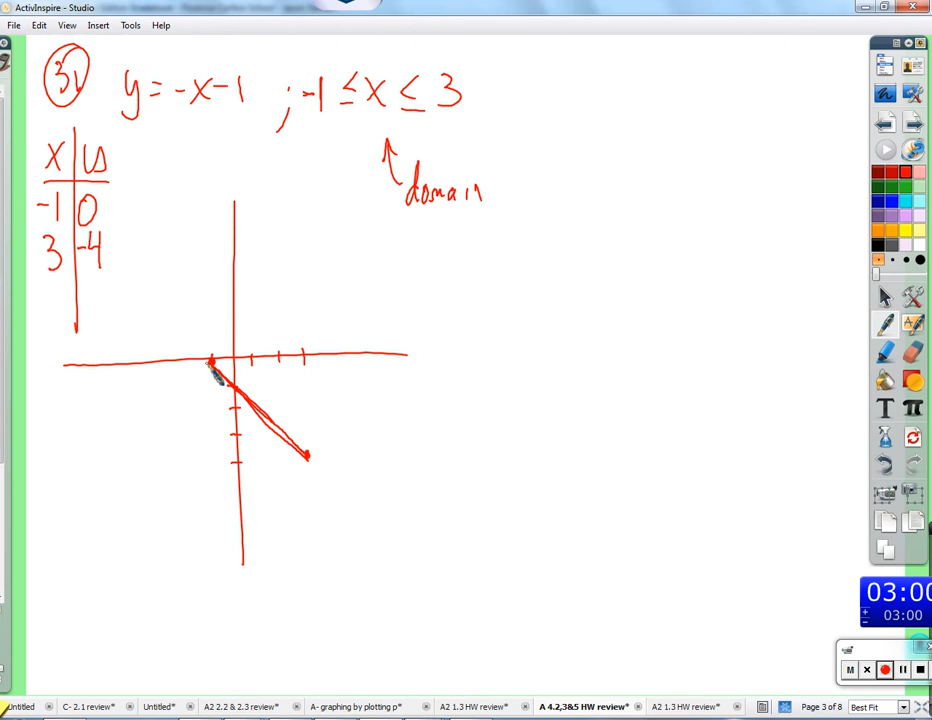 ActivInspire - Studio
File Edit View Insert Tools Help
31 y = -x-1 ; -1 ≤ x ≤ 3
domain
x y
-1 0
3 -4
03:00
03:00
M
Untitled C- 2.1 review* Untitled* A2 2.2 & 2.3 review* A- graphing by plotting p* A2 1.3 HW review* A 4.2,3&5 HW review* A2 1.3 HW review* Page 3 of 8 Best Fit